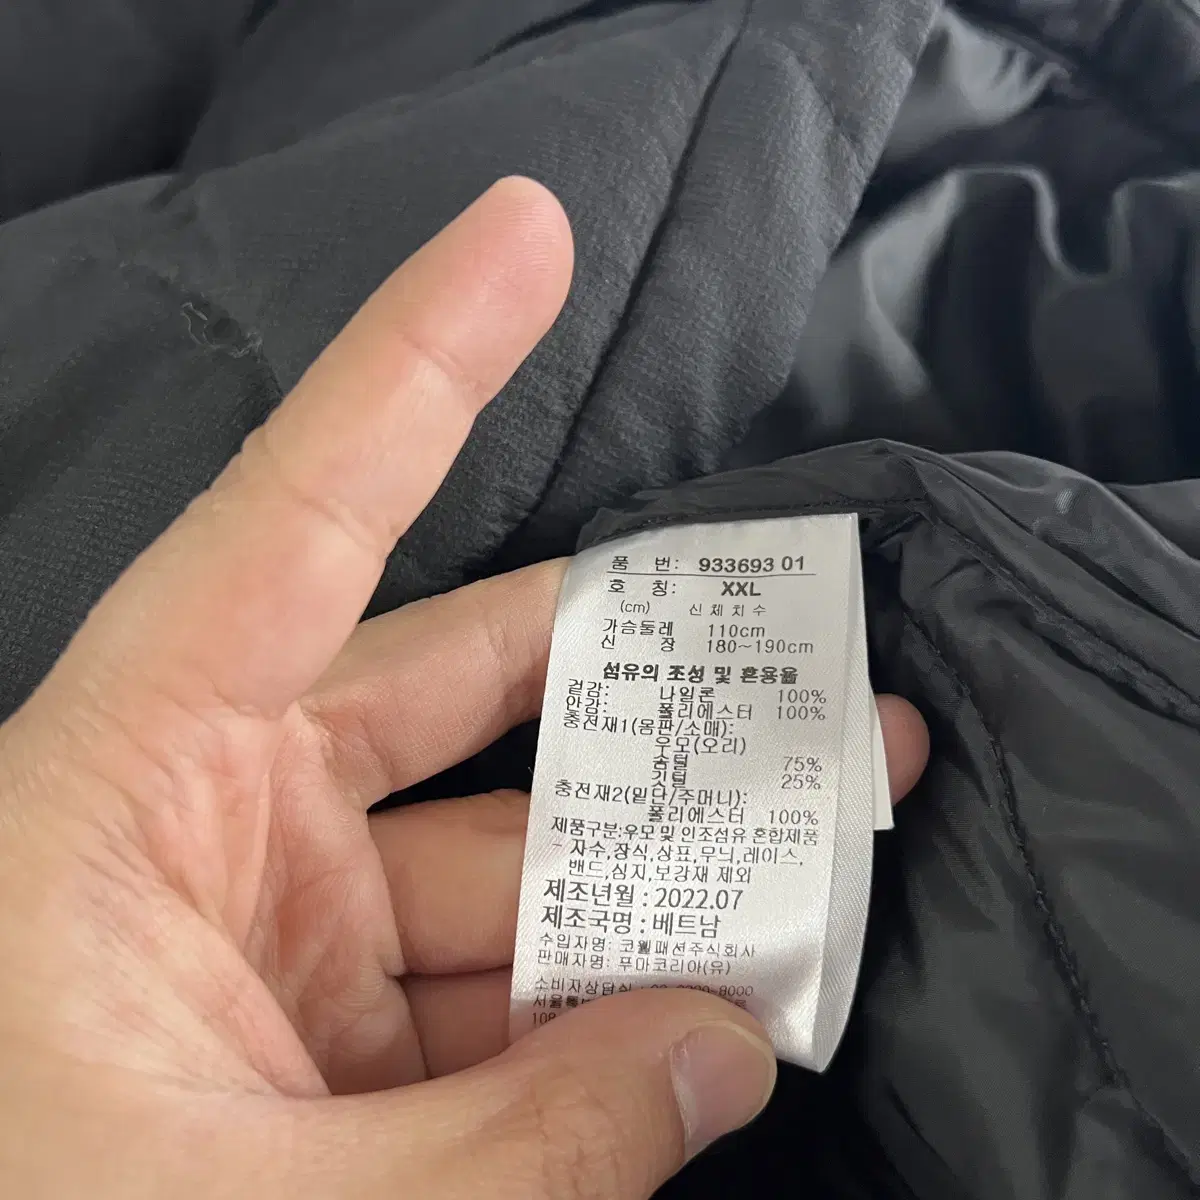 품 번: 933693 01
호 칭: XXL
(cm) 신체치수
가슴둘레 110cm
신 장 180~190cm
섬유의 조성 및 혼용율
겉감: 나일론 100%
안감: 폴리에스터 100%
충전재1(몸판/소매):
우모(오리)
솜털 75%
깃털 25%
충전재2(밑단/주머니):
폴리에스터 100%
제품구분:우모 및 인조섬유 혼합제품
- 자수,장식,상표,무늬,레이스,
밴드,심지,보강재 제외
제조년월 : 2022.07
제조국명 : 베트남
수입자명: 코웰패션주식회사
판매자명: 푸마코리아(유)
소비자상담실
108